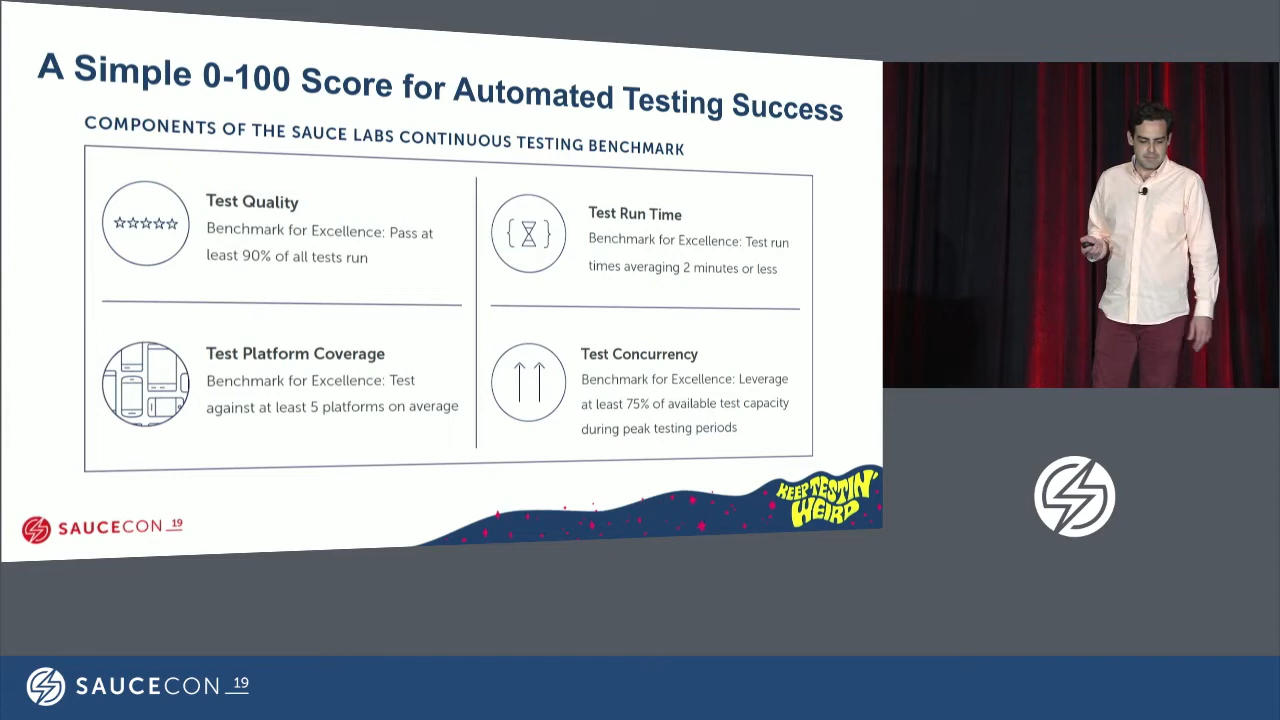 A Simple 0-100 Score for Automated Testing Success
COMPONENTS OF THE SAUCE LABS CONTINUOUS TESTING BENCHMARK
Test Quality
Benchmark for Excellence: Pass at
least 90% of all tests run
Test Run Time
Benchmark for Excellence: Test run
times averaging 2 minutes or less
Test Platform Coverage
Benchmark for Excellence: Test
against at least 5 platforms on average
Test Concurrency
Benchmark for Excellence: Leverage
at least 75% of available test capacity
during peak testing periods
KEEP TESTIN'
WEIRD
SAUCECON 19
SAUCECON 19